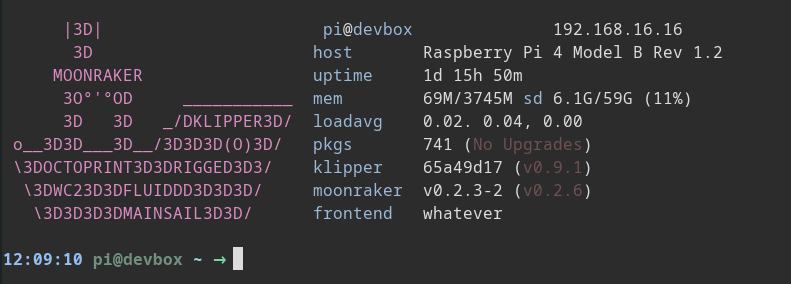 |3D|                      pi@devbox              192.168.16.16
       3D                      host       Raspberry Pi 4 Model B Rev 1.2
     MOONRAKER                 uptime     1d 15h 50m
      3O°'°OD     ___________  mem        69M/3745M sd 6.1G/59G (11%)
      3D   3D   _/DKLIPPER3D/  loadavg    0.02. 0.04, 0.00
 o__3D3D___3D__/3D3D3D(O)3D/   pkgs       741 (No Upgrades)
 \3DOCTOPRINT3D3DRIGGED3D3/    klipper    65a49d17 (v0.9.1)
  \3DWC23D3DFLUIDDD3D3D3D/     moonraker  v0.2.3-2 (v0.2.6)
   \3D3D3D3DMAINSAIL3D3D/      frontend   whatever
12:09:10 pi@devbox ~ →